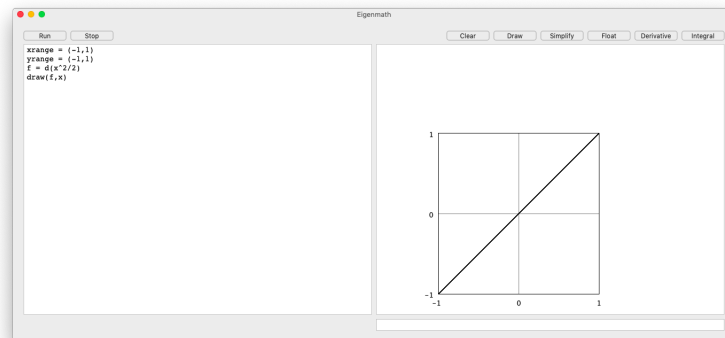 Eigenmath
Run Stop Clear Draw Simplify Float Derivative Integral
xrange = (-1,1)
yrange = (-1,1)
f = d(x^2/2)
draw(f,x)
1
0
-1
-1 0 1